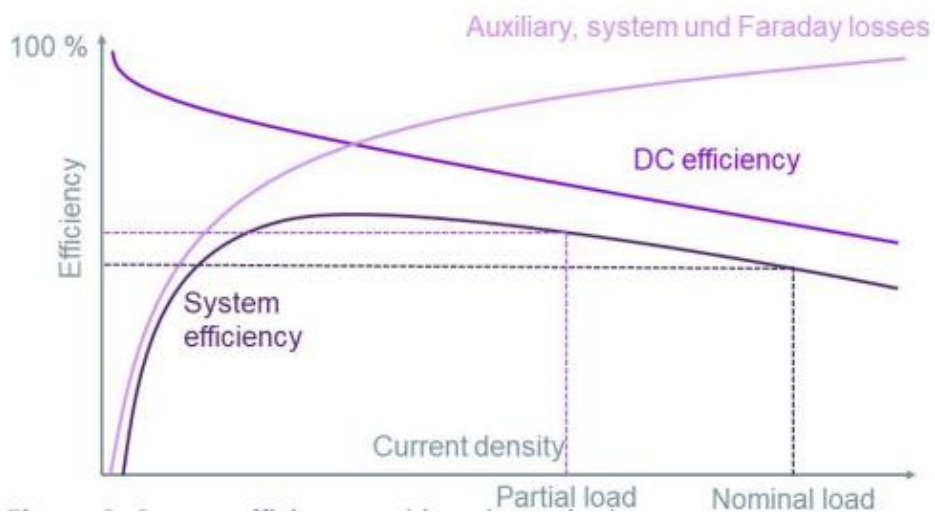 Auxiliary, system und Faraday losses
100 %
DC efficiency
Efficiency
System
efficiency
Current density
Partial load
Nominal load